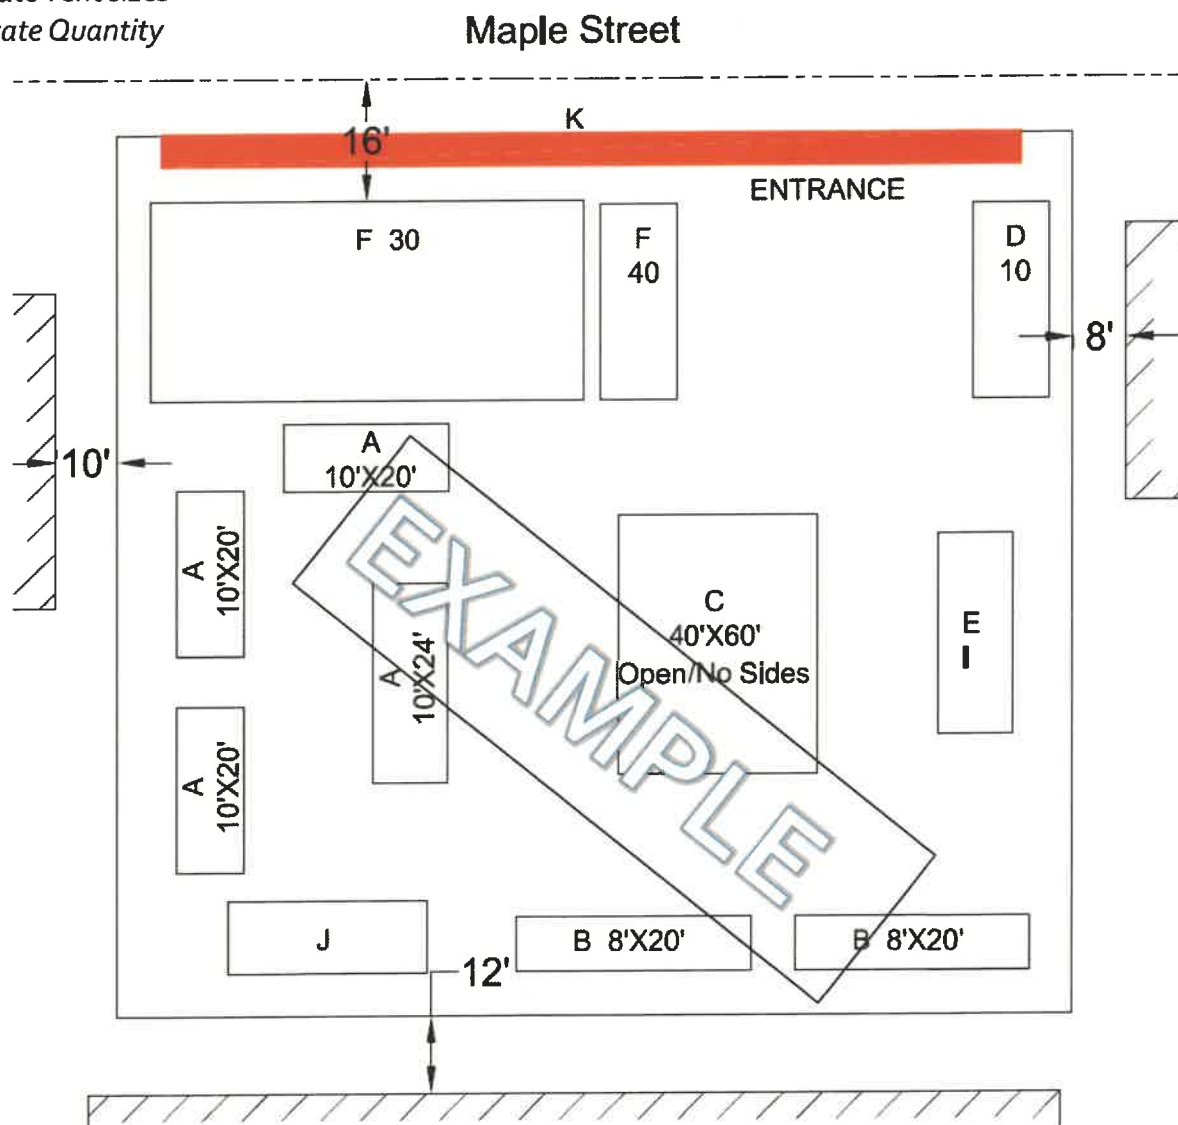 ate Quantity
Maple Street
K
16'
ENTRANCE
F 30
F
40
D
10
8'
10'
A
10'X20'
A
10'X20'
A
10'X24'
C
40'X60'
Open/No Sides
E
I
EXAMPLE
A
10'X20'
J
B 8'X20'
B 8'X20'
12'